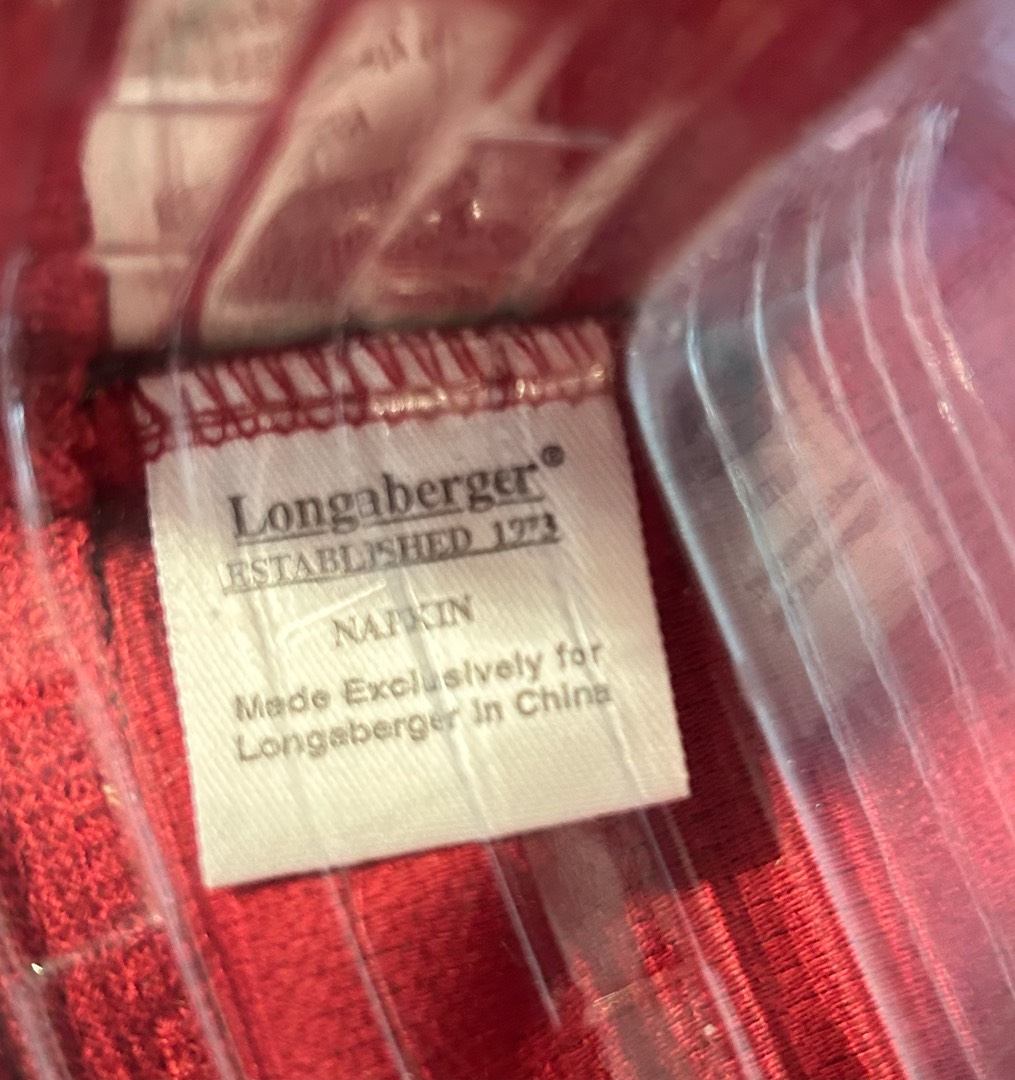 Longaberger®
ESTABLISHED 1973
NAPKIN
Made Exclusively for
Longaberger in China